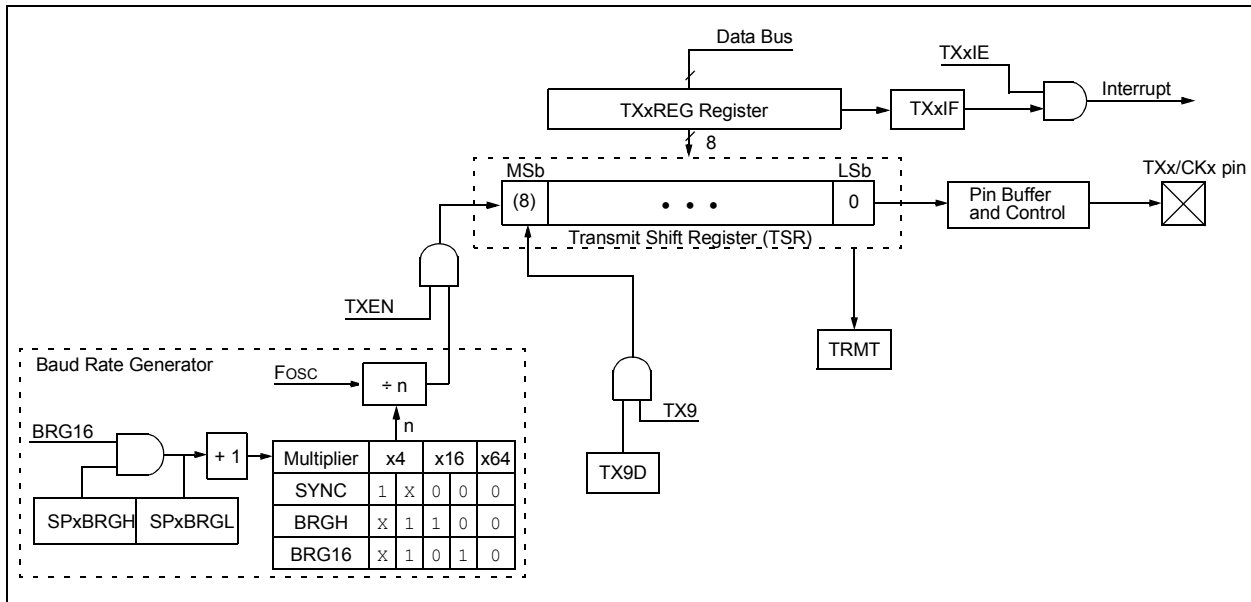 Data Bus
TXxIE
Interrupt
TXxREG Register
TXxIF
8
MSb
LSb
(8)
• • •
0
Transmit Shift Register (TSR)
Pin Buffer
and Control
TXx/CKx pin
TXEN
TRMT
Baud Rate Generator
FOSC
÷ n
TX9
n
BRG16
+ 1
TX9D
SPxBRGH
SPxBRGL
Multiplier x4 x16 x64
SYNC 1 X 0 0 0
BRGH X 1 1 0 0
BRG16 X 1 0 1 0